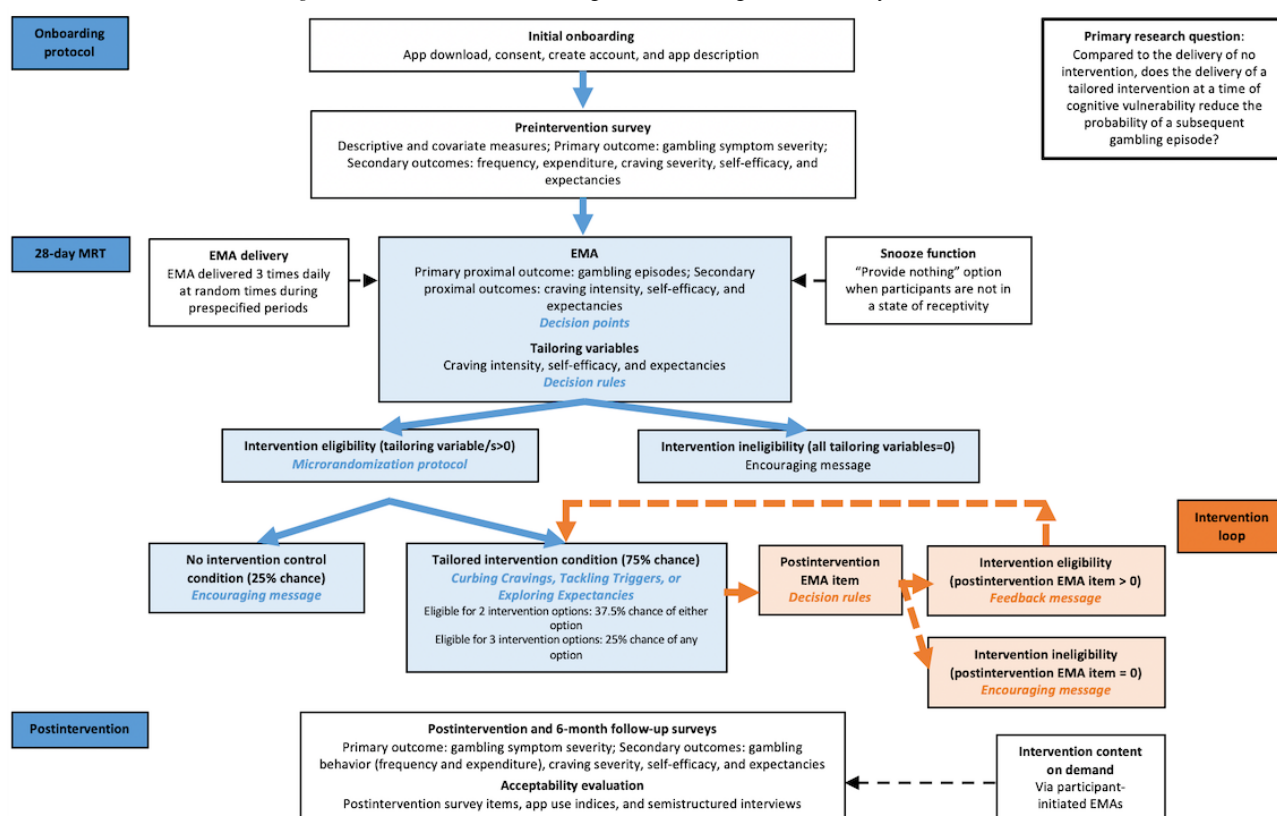 Onboarding
protocol
Initial onboarding
App download, consent, create account, and app description
Primary research question:
Compared to the delivery of no
intervention, does the delivery of a
tailored intervention at a time of
cognitive vulnerability reduce the
probability of a subsequent
gambling episode?
Preintervention survey
Descriptive and covariate measures; Primary outcome: gambling symptom severity;
Secondary outcomes: frequency, expenditure, craving severity, self-efficacy, and
expectancies
28-day MRT
EMA delivery
EMA delivered 3 times daily
at random times during
prespecified periods
EMA
Primary proximal outcome: gambling episodes; Secondary
proximal outcomes: craving intensity, self-efficacy, and
expectancies
Decision points
Tailoring variables
Craving intensity, self-efficacy, and expectancies
Decision rules
Snooze function
“Provide nothing” option
when participants are not in
a state of receptivity
Intervention eligibility (tailoring variable/s>0)
Microrandomization protocol
Intervention ineligibility (all tailoring variables=0)
Encouraging message
Intervention
loop
No intervention control
condition (25% chance)
Encouraging message
Tailored intervention condition (75% chance)
Curbing Cravings, Tackling Triggers, or
Exploring Expectancies
Eligible for 2 intervention options: 37.5% chance of either
option
Eligible for 3 intervention options: 25% chance of any
option
Postintervention
EMA item
Decision rules
Intervention eligibility
(postintervention EMA item > 0)
Feedback message
Intervention ineligibility
(postintervention EMA item = 0)
Encouraging message
Postintervention
Postintervention and 6-month follow-up surveys
Primary outcome: gambling symptom severity; Secondary outcomes: gambling
behavior (frequency and expenditure), craving severity, self-efficacy, and expectancies
Acceptability evaluation
Postintervention survey items, app use indices, and semistructured interviews
Intervention content
on demand
Via participant-
initiated EMAs